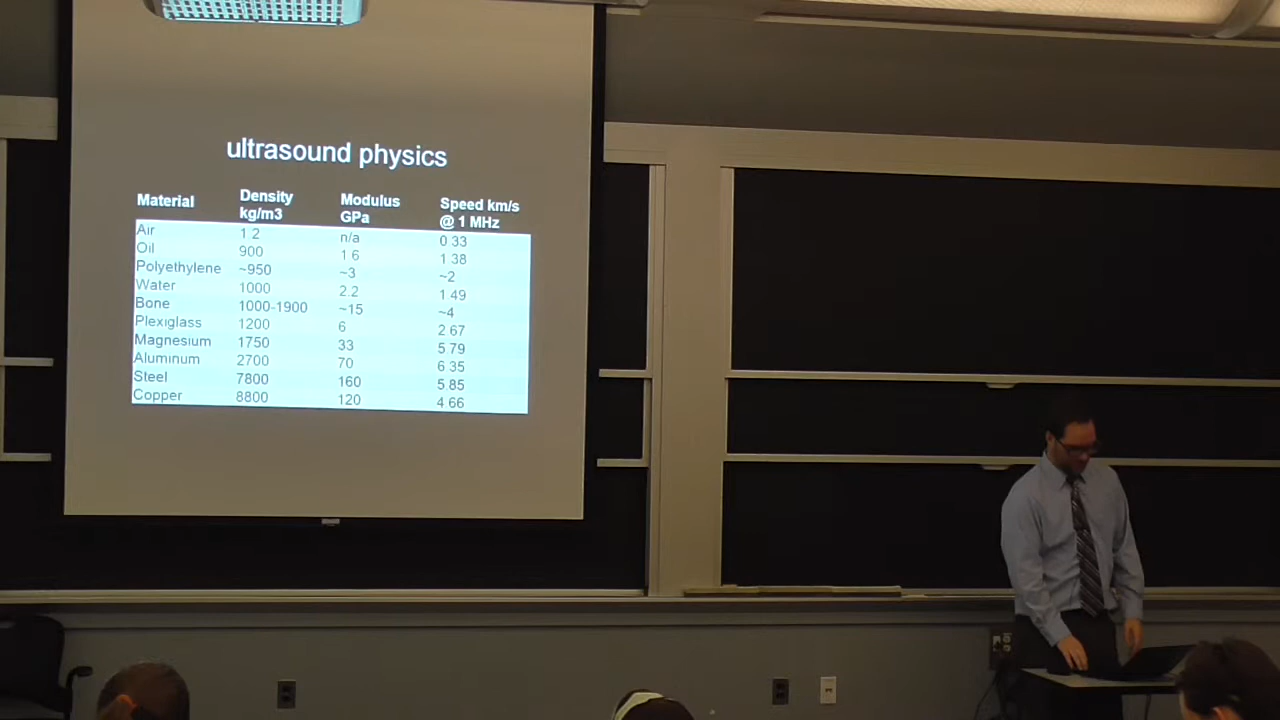 ultrasound physics
Material Density kg/m3 Modulus GPa Speed km/s @ 1 MHz
Air 1.2 n/a 0.33
Oil 900 1.6 1.38
Polyethylene ~950 ~3 ~2
Water 1000 2.2 1.49
Bone 1000-1900 ~15 ~4
Plexiglass 1200 6 2.67
Magnesium 1750 33 5.79
Aluminum 2700 70 6.35
Steel 7800 160 5.85
Copper 8800 120 4.66